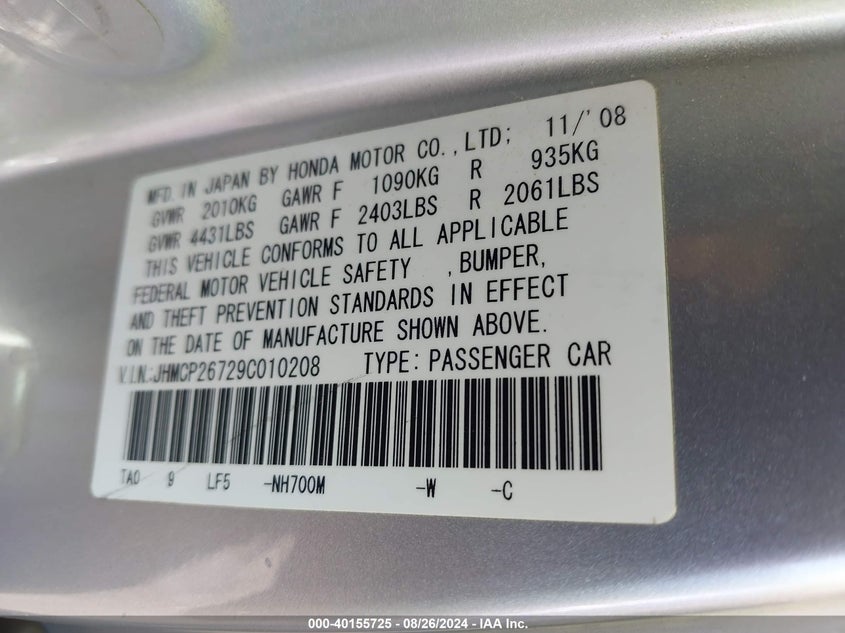 MFD. IN JAPAN BY HONDA MOTOR CO.,LTD; 11/'08
GVWR 2010KG GAWR F 1090KG R 935KG
GVWR 4431LBS GAWR F 2403LBS R 2061LBS
THIS VEHICLE CONFORMS TO ALL APPLICABLE
FEDERAL MOTOR VEHICLE SAFETY ,BUMPER,
AND THEFT PREVENTION STANDARDS IN EFFECT
ON THE DATE OF MANUFACTURE SHOWN ABOVE.
V.I.N.:JHMCP26729C010208 TYPE: PASSENGER CAR
TA0 9 LF5 -NH700M -W -C
000-40155725 - 08/26/2024 - IAA Inc.